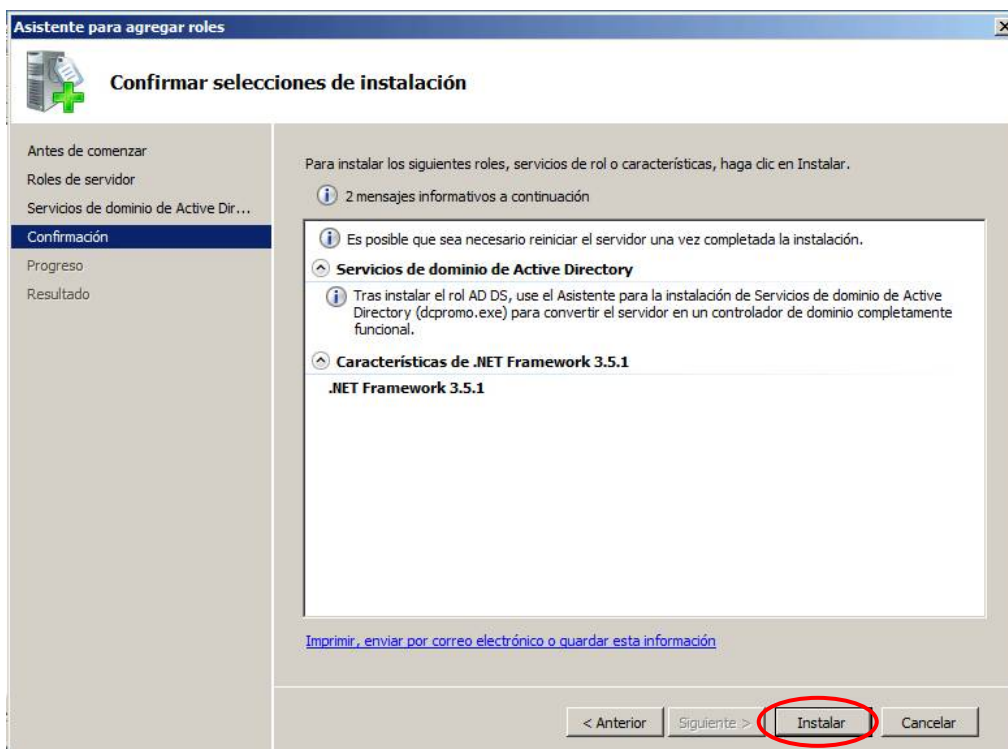 Asistente para agregar roles
Confirmar selecciones de instalación
Antes de comenzar
Roles de servidor
Servicios de dominio de Active Dir...
Confirmación
Progreso
Resultado
Para instalar los siguientes roles, servicios de rol o características, haga clic en Instalar.
2 mensajes informativos a continuación
Es posible que sea necesario reiniciar el servidor una vez completada la instalación.
Servicios de dominio de Active Directory
Tras instalar el rol AD DS, use el Asistente para la instalación de Servicios de dominio de Active
Directory (dcpromo.exe) para convertir el servidor en un controlador de dominio completamente
funcional.
Características de .NET Framework 3.5.1
.NET Framework 3.5.1
Imprimir, enviar por correo electrónico o guardar esta información
< Anterior Siguiente > Instalar Cancelar